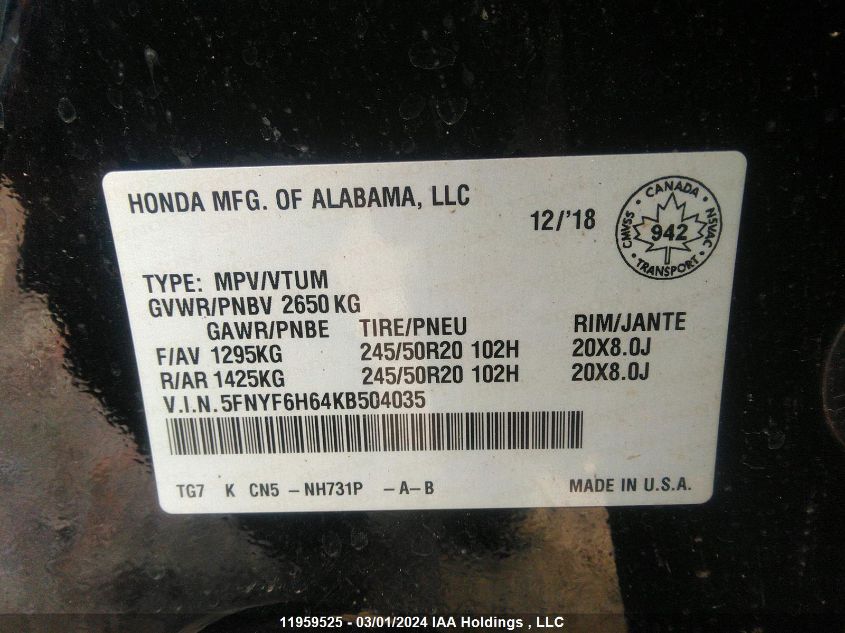 HONDA MFG. OF ALABAMA, LLC
12/'18
CANADA
CMVSS 942 NSVAC
TRANSPORT
TYPE: MPV/VTUM
GVWR/PNBV 2650 KG
GAWR/PNBE TIRE/PNEU RIM/JANTE
F/AV 1295KG 245/50R20 102H 20X8.0J
R/AR 1425KG 245/50R20 102H 20X8.0J
V.I.N. 5FNYF6H64KB504035
TG7 K CN5 – NH731P – A – B MADE IN U.S.A.
11959525 - 03/01/2024 IAA Holdings , LLC